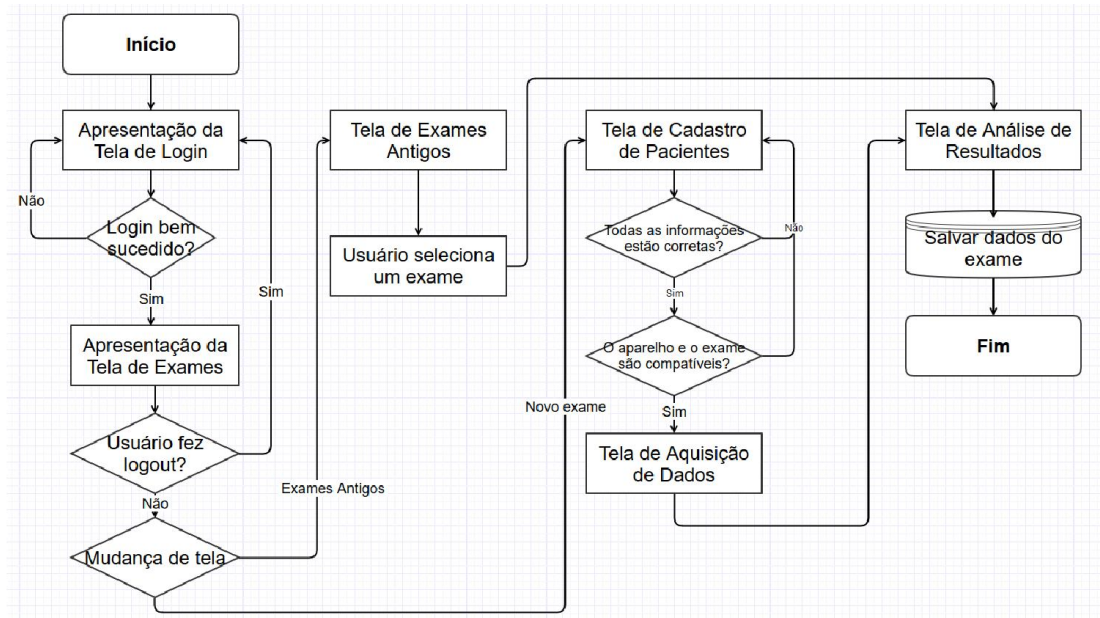 Início
Apresentação da
Tela de Login
Não
Login bem
sucedido?
Sim
Sim
Apresentação da
Tela de Exames
Usuário fez
logout?
Não
Mudança de tela
Exames Antigos
Tela de Exames
Antigos
Usuário seleciona
um exame
Novo exame
Tela de Cadastro
de Pacientes
Todas as informações
estão corretas?
Não
Sim
O aparelho e o exame
são compatíveis?
Sim
Tela de Aquisição
de Dados
Tela de Análise de
Resultados
Salvar dados do
exame
Fim